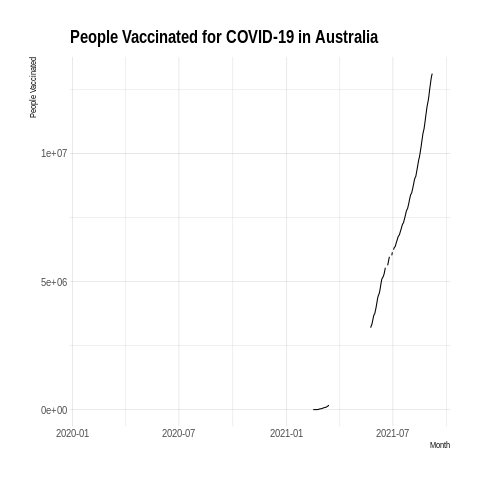 People Vaccinated for COVID-19 in Australia
People Vaccinated
1e+07
5e+06
0e+00
2020-01
2020-07
2021-01
2021-07
Month